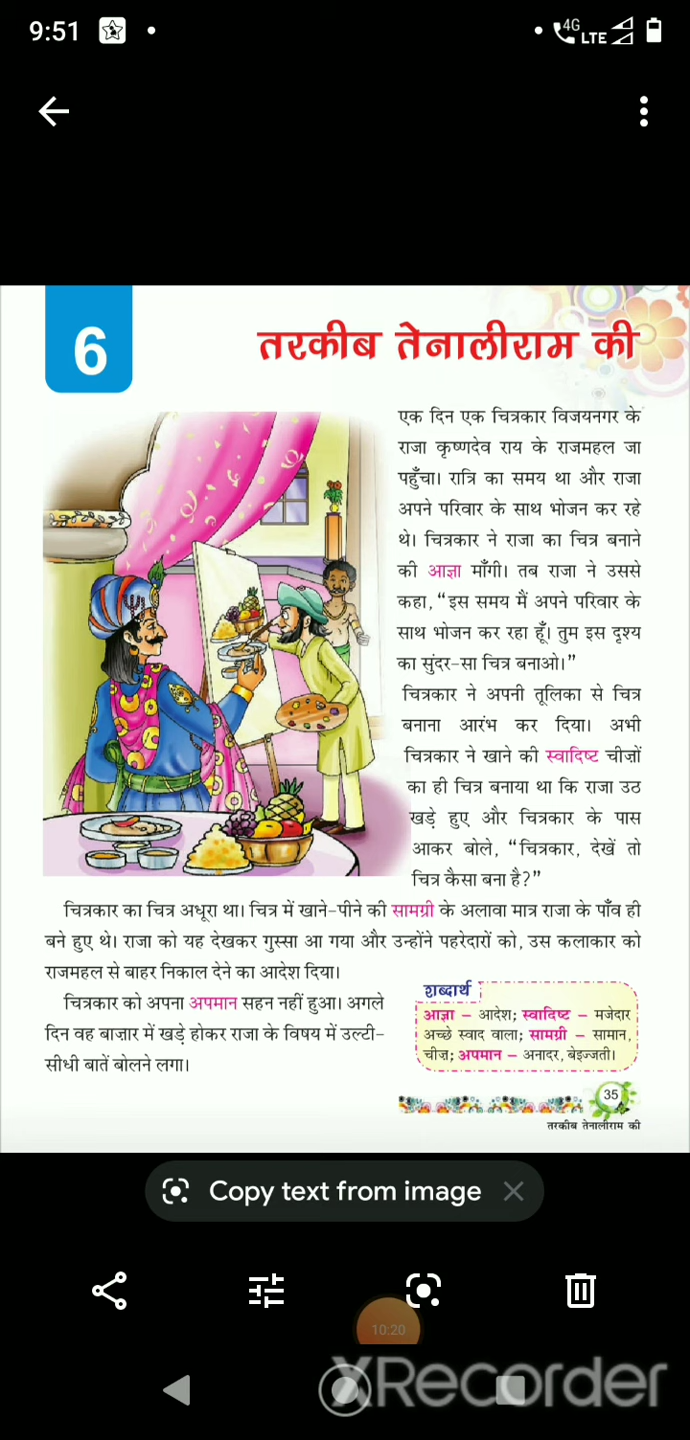 9:51
4G
LTE
6
तरकीब तेनालीराम की
एक दिन एक चित्रकार विजयनगर के
राजा कृष्णदेव राय के राजमहल जा
पहुँचा। रात्रि का समय था और राजा
अपने परिवार के साथ भोजन कर रहे
थे। चित्रकार ने राजा का चित्र बनाने
की आज्ञा माँगी। तब राजा ने उससे
कहा, “इस समय मैं अपने परिवार के
साथ भोजन कर रहा हूँ। तुम इस दृश्य
का सुंदर-सा चित्र बनाओ।”
चित्रकार ने अपनी तूलिका से चित्र
बनाना आरंभ कर दिया। अभी
चित्रकार ने खाने की स्वादिष्ट चीज़ों
का ही चित्र बनाया था कि राजा उठ
खड़े हुए और चित्रकार के पास
आकर बोले, “चित्रकार, देखें तो
चित्र कैसा बना है?”
चित्रकार का चित्र अधूरा था। चित्र में खाने-पीने की सामग्री के अलावा मात्र राजा के पाँव ही
बने हुए थे। राजा को यह देखकर गुस्सा आ गया और उन्होंने पहरेदारों को, उस कलाकार को
राजमहल से बाहर निकाल देने का आदेश दिया।
चित्रकार को अपना अपमान सहन नहीं हुआ। अगले
दिन वह बाज़ार में खड़े होकर राजा के विषय में उल्टी-
सीधी बातें बोलने लगा।
शब्दार्थ
आज्ञा – आदेश; स्वादिष्ट – मजेदार
अच्छे स्वाद वाला; सामग्री – सामान,
चीज़; अपमान – अनादर, बेइज्जती।
35
तरकीब तेनालीराम की
Copy text from image
10:20
XRecorder